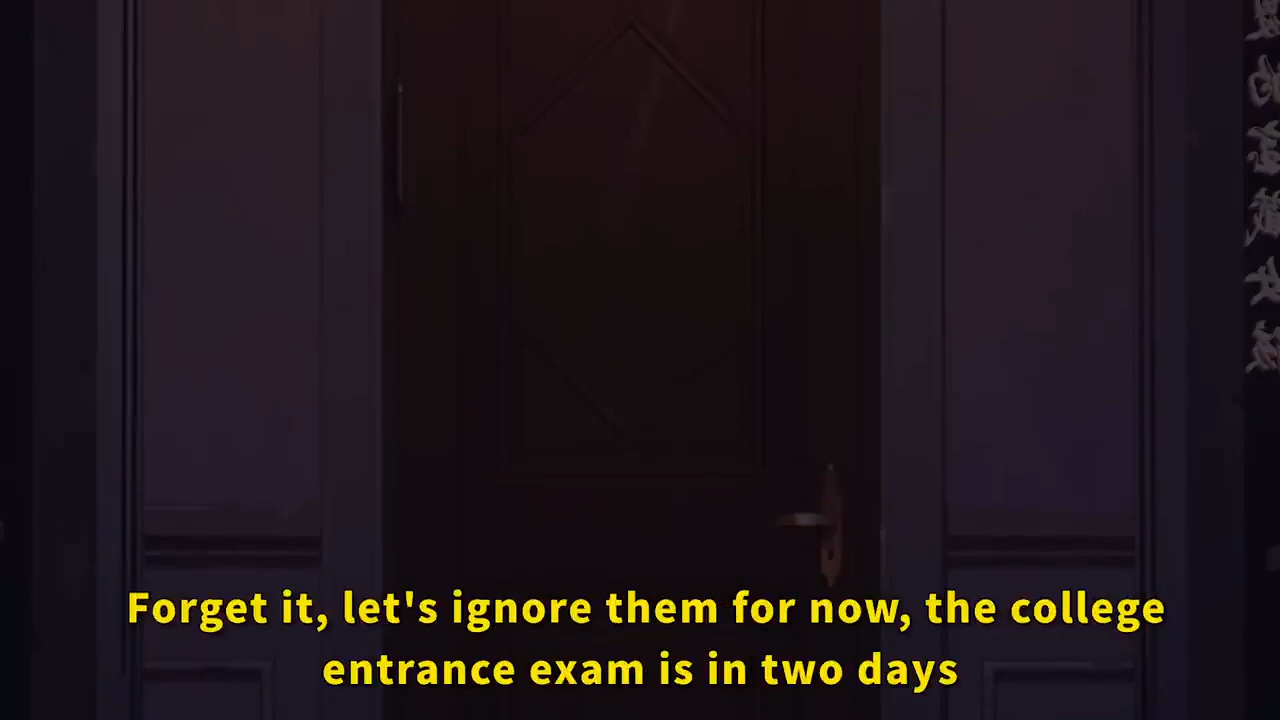 Forget it, let's ignore them for now, the college
entrance exam is in two days